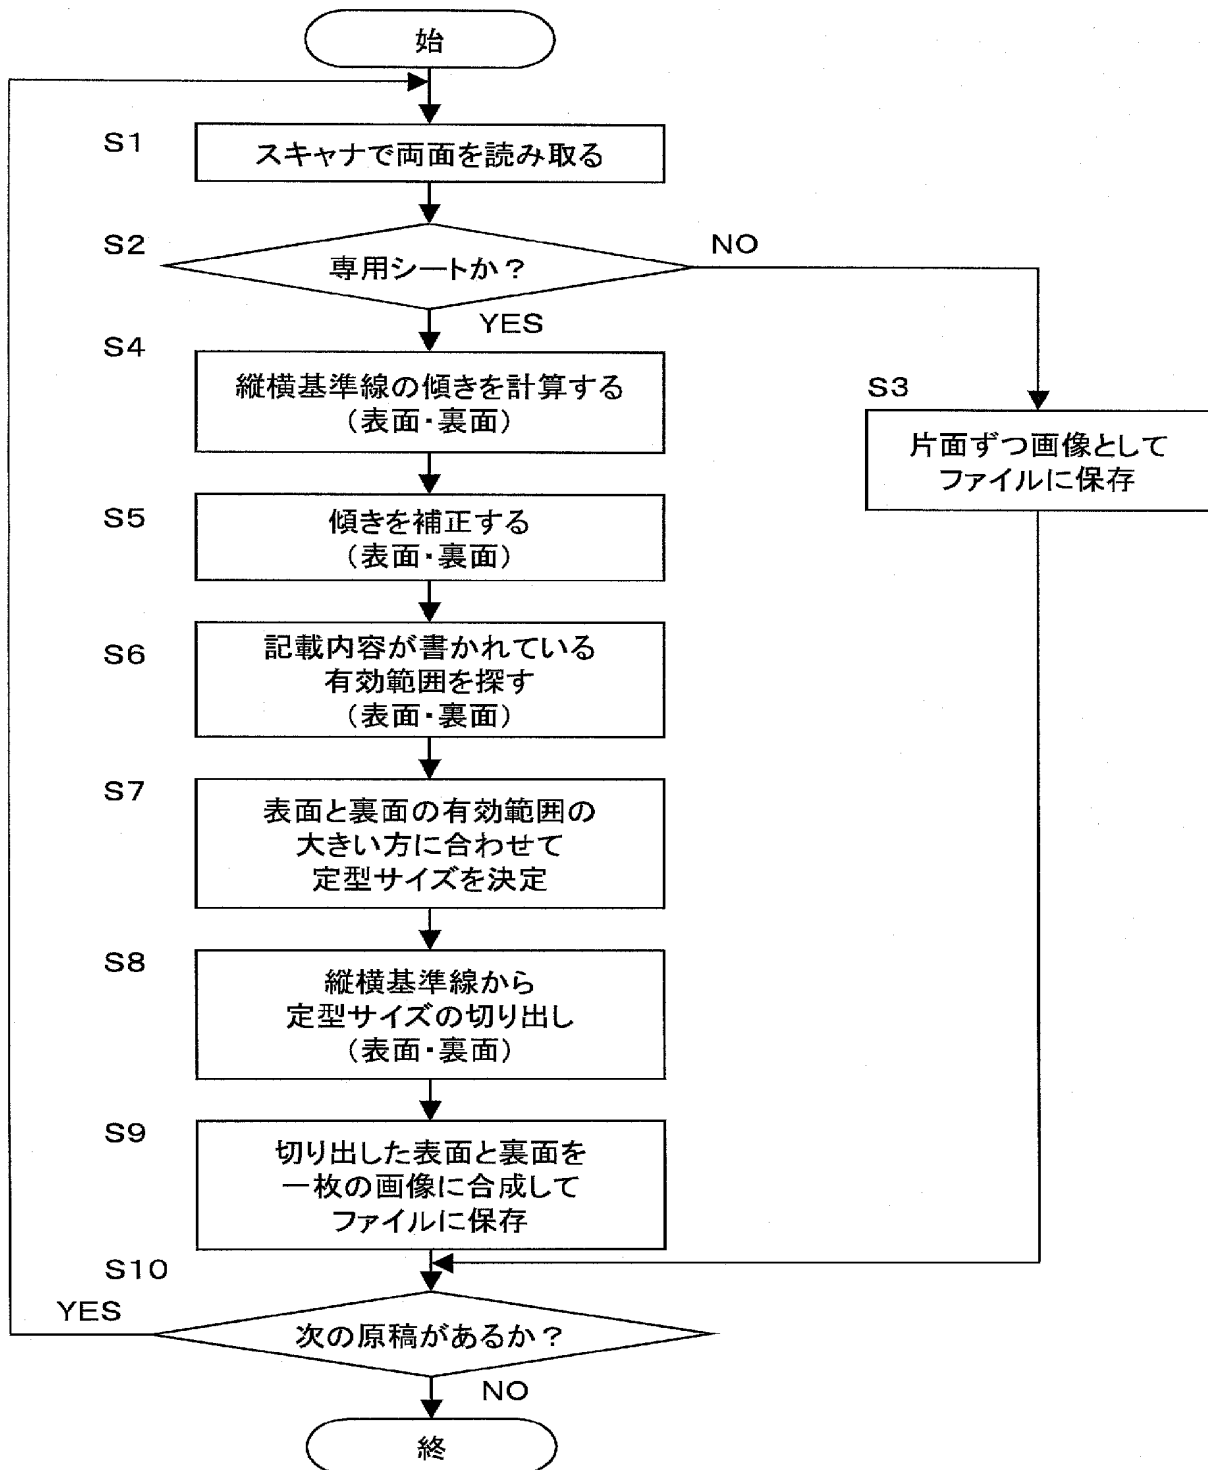 始
S1
スキャナで両面を読み取る
S2
専用シートか？
NO
YES
S3
片面ずつ画像として
ファイルに保存
S4
縦横基準線の傾きを計算する
（表面・裏面）
S5
傾きを補正する
（表面・裏面）
S6
記載内容が書かれている
有効範囲を探す
（表面・裏面）
S7
表面と裏面の有効範囲の
大きい方に合わせて
定型サイズを決定
S8
縦横基準線から
定型サイズの切り出し
（表面・裏面）
S9
切り出した表面と裏面を
一枚の画像に合成して
ファイルに保存
S10
YES
次の原稿があるか？
NO
終